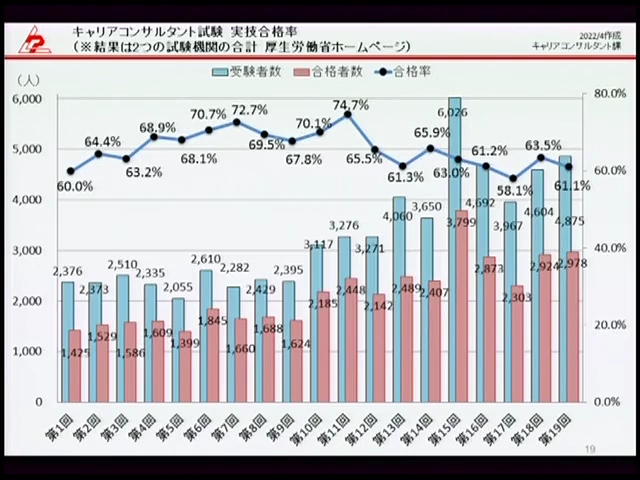 キャリアコンサルタント試験 実技合格率
(※結果は2つの試験機関の合計 厚生労働省ホームページ)
2022/4作成
キャリアコンサルタント課
(人)
受験者数 合格者数 合格率
6,000
5,000
4,000
3,000
2,000
1,000
0
80.0%
60.0%
40.0%
20.0%
0.0%
60.0% 64.4% 63.2% 68.9% 68.1% 70.7% 72.7% 69.5% 67.8% 70.1% 74.7% 65.5% 61.3% 65.9% 63.0% 61.2% 58.1% 63.5% 61.1%
2,376 2,373 2,510 2,335 2,055 2,610 2,282 2,429 2,395 3,117 3,276 3,271 4,060 3,650 6,026 4,692 3,967 4,604 4,875
1,425 1,529 1,586 1,609 1,399 1,845 1,660 1,688 1,624 2,185 2,448 2,142 2,489 2,407 3,799 2,873 2,303 2,924 2,978
第1回 第2回 第3回 第4回 第5回 第6回 第7回 第8回 第9回 第10回 第11回 第12回 第13回 第14回 第15回 第16回 第17回 第18回 第19回
19